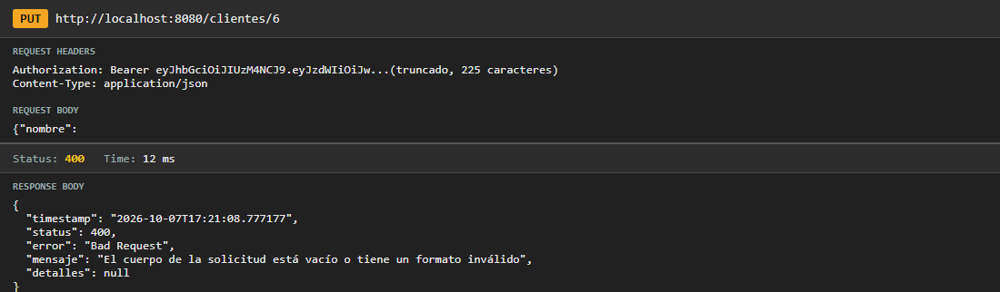 PUT http://localhost:8080/clientes/6
REQUEST HEADERS
Authorization: Bearer eyJhbGciOiJIUzM4NCJ9.eyJzdWIiOiJw...(truncado, 225 caracteres)
Content-Type: application/json
REQUEST BODY
{"nombre":
Status: 400 Time: 12 ms
RESPONSE BODY
{
  "timestamp": "2026-10-07T17:21:08.777177",
  "status": 400,
  "error": "Bad Request",
  "mensaje": "El cuerpo de la solicitud está vacío o tiene un formato inválido",
  "detalles": null
}